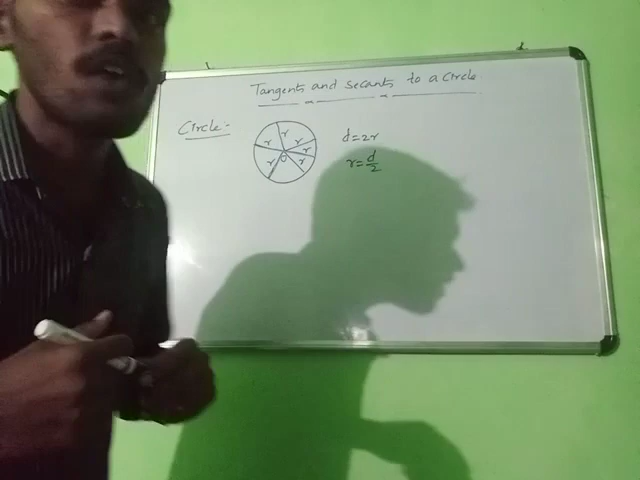 Tangents and secants to a Circle.
Circle:-
r r r r r r
O
d=2r
r=d/2